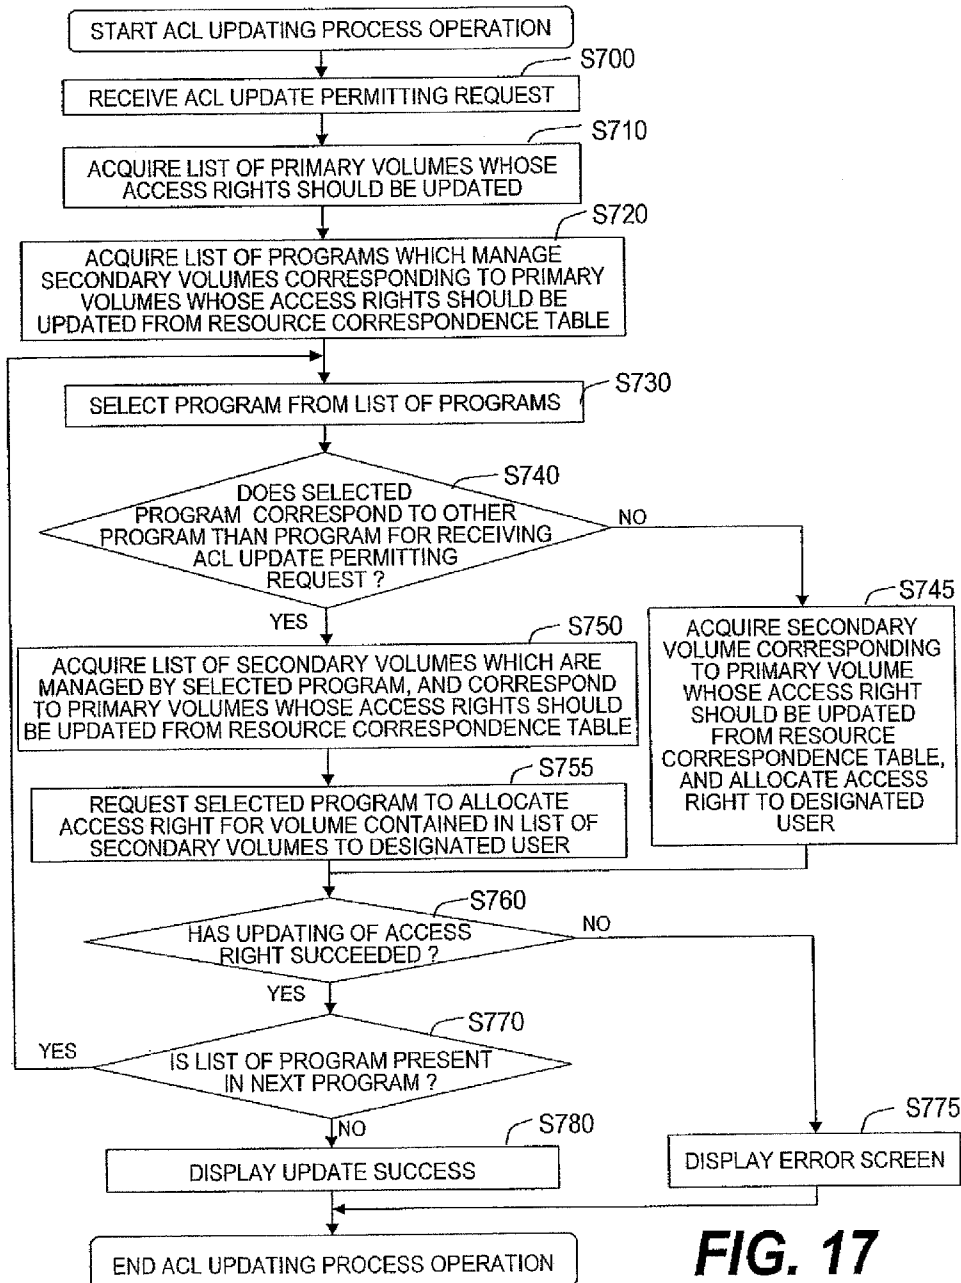 START ACL UPDATING PROCESS OPERATION
S700
RECEIVE ACL UPDATE PERMITTING REQUEST
S710
ACQUIRE LIST OF PRIMARY VOLUMES WHOSE
ACCESS RIGHTS SHOULD BE UPDATED
S720
ACQUIRE LIST OF PROGRAMS WHICH MANAGE
SECONDARY VOLUMES CORRESPONDING TO PRIMARY
VOLUMES WHOSE ACCESS RIGHTS SHOULD BE
UPDATED FROM RESOURCE CORRESPONDENCE TABLE
S730
SELECT PROGRAM FROM LIST OF PROGRAMS
S740
DOES SELECTED
PROGRAM CORRESPOND TO OTHER
PROGRAM THAN PROGRAM FOR RECEIVING
ACL UPDATE PERMITTING
REQUEST ?
NO
YES
S745
ACQUIRE SECONDARY
VOLUME CORRESPONDING
TO PRIMARY VOLUME
WHOSE ACCESS RIGHT
SHOULD BE UPDATED
FROM RESOURCE
CORRESPONDENCE TABLE,
AND ALLOCATE ACCESS
RIGHT TO DESIGNATED
USER
S750
ACQUIRE LIST OF SECONDARY VOLUMES WHICH ARE
MANAGED BY SELECTED PROGRAM, AND CORRESPOND
TO PRIMARY VOLUMES WHOSE ACCESS RIGHTS SHOULD
BE UPDATED FROM RESOURCE CORRESPONDENCE TABLE
S755
REQUEST SELECTED PROGRAM TO ALLOCATE
ACCESS RIGHT FOR VOLUME CONTAINED IN LIST OF
SECONDARY VOLUMES TO DESIGNATED USER
S760
HAS UPDATING OF ACCESS
RIGHT SUCCEEDED ?
NO
YES
S770
IS LIST OF PROGRAM PRESENT
IN NEXT PROGRAM ?
YES
NO
S780
DISPLAY UPDATE SUCCESS
S775
DISPLAY ERROR SCREEN
END ACL UPDATING PROCESS OPERATION
FIG. 17